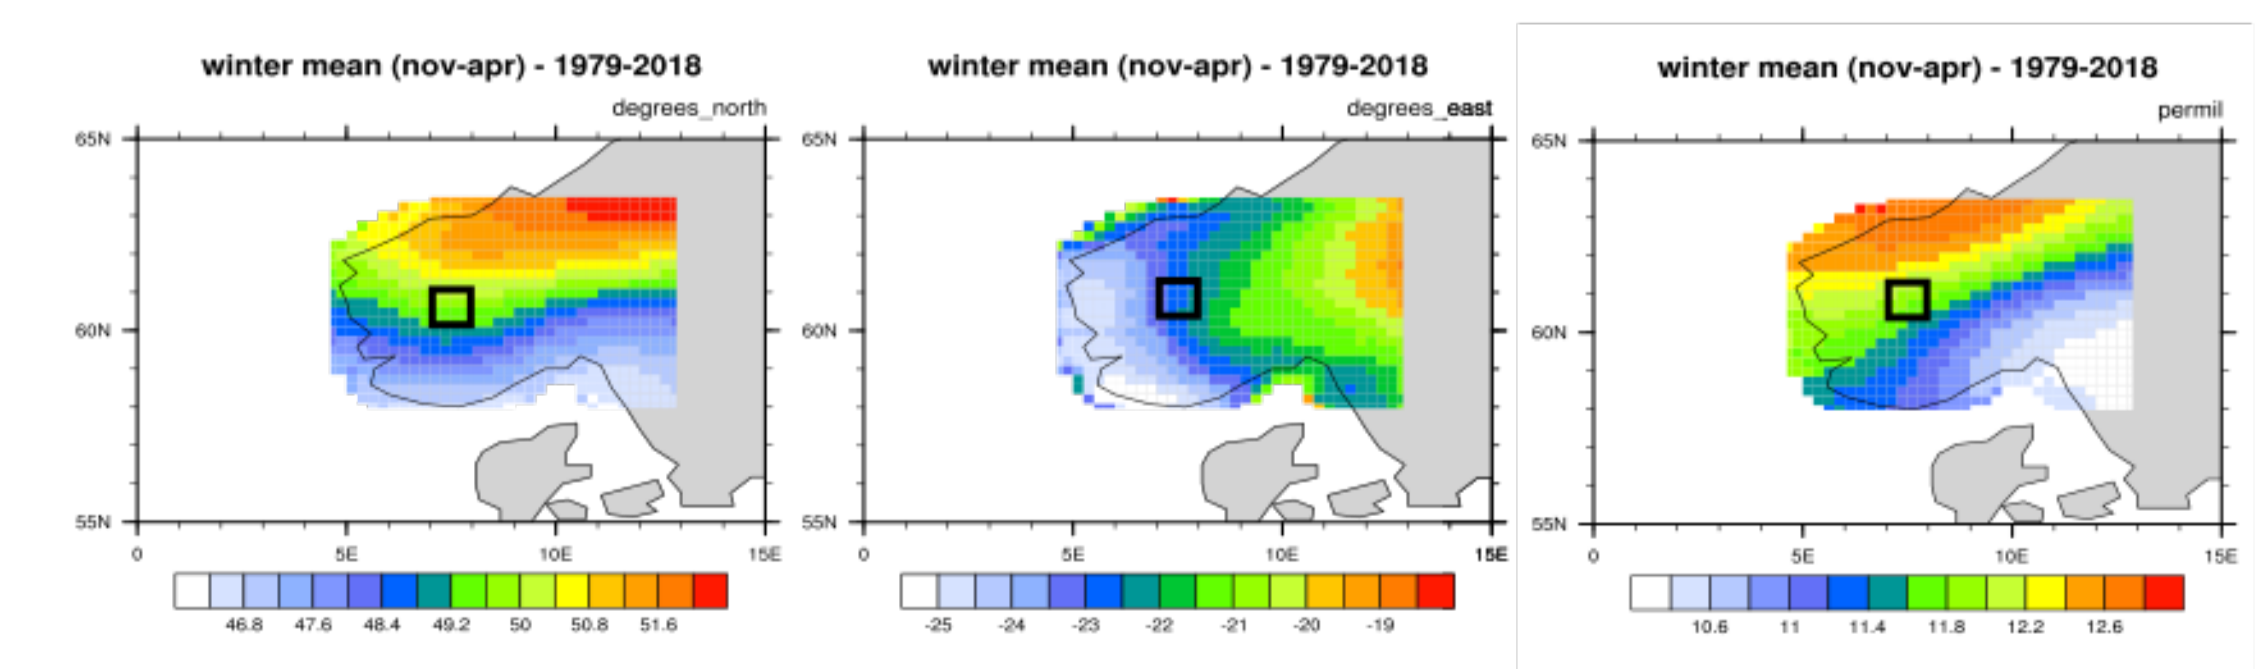 winter mean (nov-apr) - 1979-2018
degrees_north
65N
60N
55N
0 5E 10E 15E
46.8 47.6 48.4 49.2 50 50.8 51.6
winter mean (nov-apr) - 1979-2018
degrees_east
65N
60N
55N
0 5E 10E 15E
-25 -24 -23 -22 -21 -20 -19
winter mean (nov-apr) - 1979-2018
permil
65N
60N
55N
0 5E 10E 15E
10.6 11 11.4 11.8 12.2 12.6